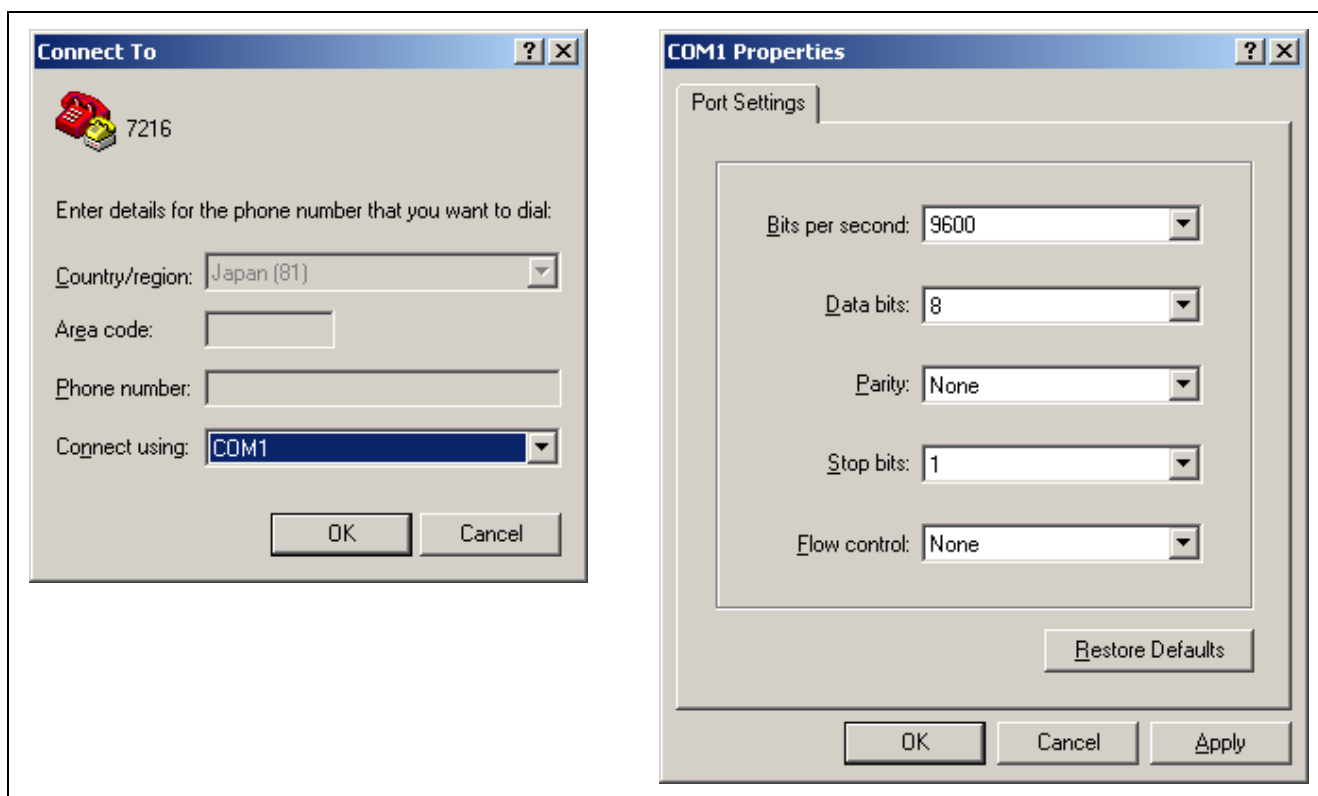 Connect To
7216
Enter details for the phone number that you want to dial:
Country/region: Japan (81)
Area code:
Phone number:
Connect using: COM1
OK Cancel
COM1 Properties
Port Settings
Bits per second: 9600
Data bits: 8
Parity: None
Stop bits: 1
Flow control: None
Restore Defaults
OK Cancel Apply